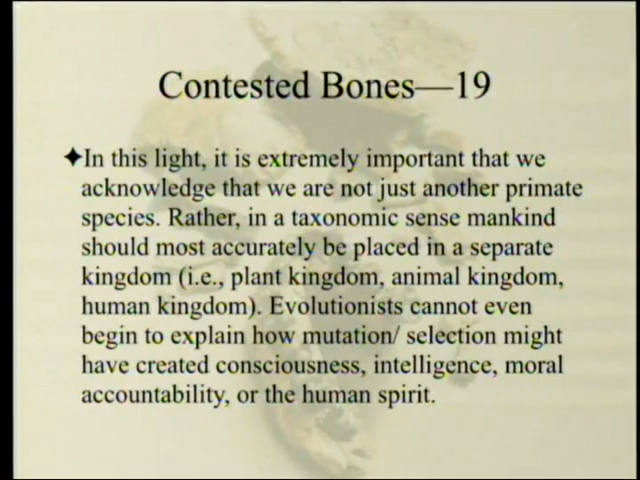 Contested Bones—19
✦In this light, it is extremely important that we
acknowledge that we are not just another primate
species. Rather, in a taxonomic sense mankind
should most accurately be placed in a separate
kingdom (i.e., plant kingdom, animal kingdom,
human kingdom). Evolutionists cannot even
begin to explain how mutation/ selection might
have created consciousness, intelligence, moral
accountability, or the human spirit.